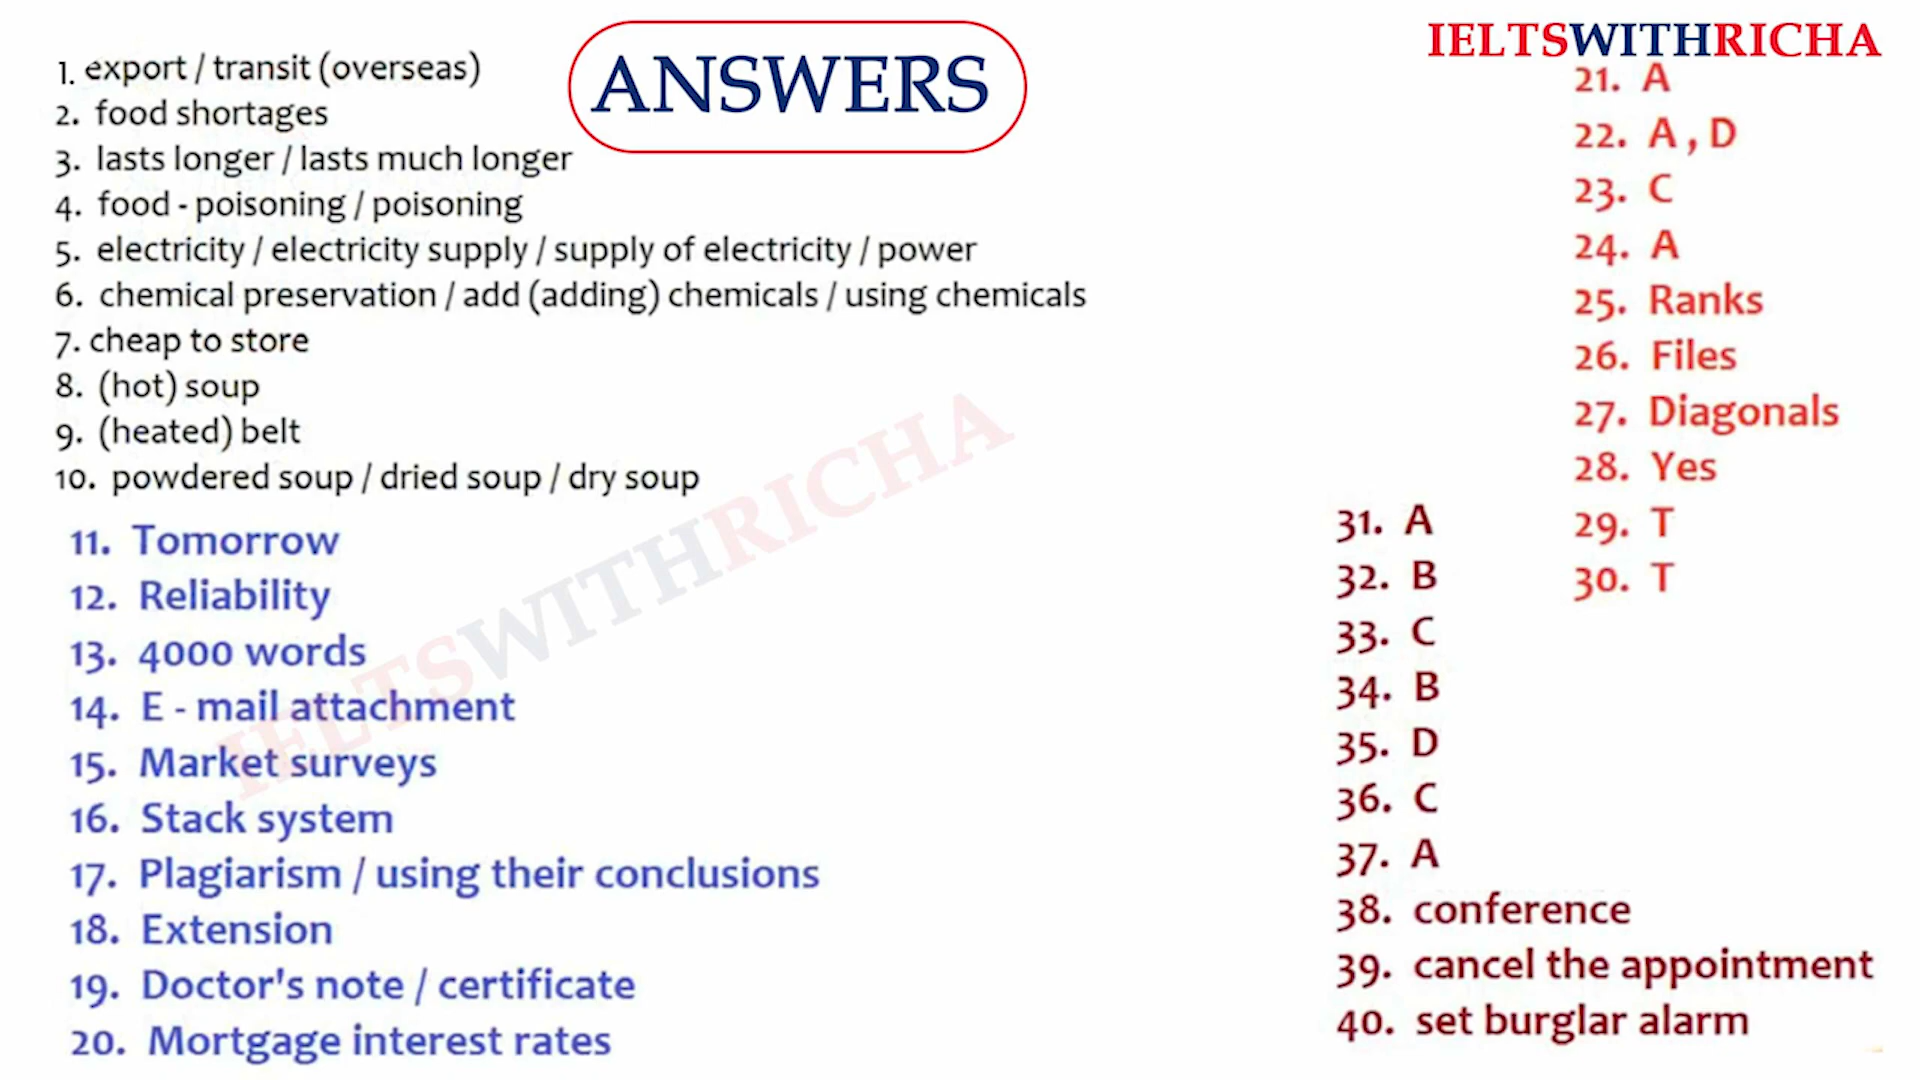 IELTSWITHRICHA
ANSWERS
1. export / transit (overseas)
2. food shortages
3. lasts longer / lasts much longer
4. food - poisoning / poisoning
5. electricity / electricity supply / supply of electricity / power
6. chemical preservation / add (adding) chemicals / using chemicals
7. cheap to store
8. (hot) soup
9. (heated) belt
10. powdered soup / dried soup / dry soup
11. Tomorrow
12. Reliability
13. 4000 words
14. E - mail attachment
15. Market surveys
16. Stack system
17. Plagiarism / using their conclusions
18. Extension
19. Doctor's note / certificate
20. Mortgage interest rates
21. A
22. A , D
23. C
24. A
25. Ranks
26. Files
27. Diagonals
28. Yes
29. T
30. T
31. A
32. B
33. C
34. B
35. D
36. C
37. A
38. conference
39. cancel the appointment
40. set burglar alarm
IELTSWITHRICHA